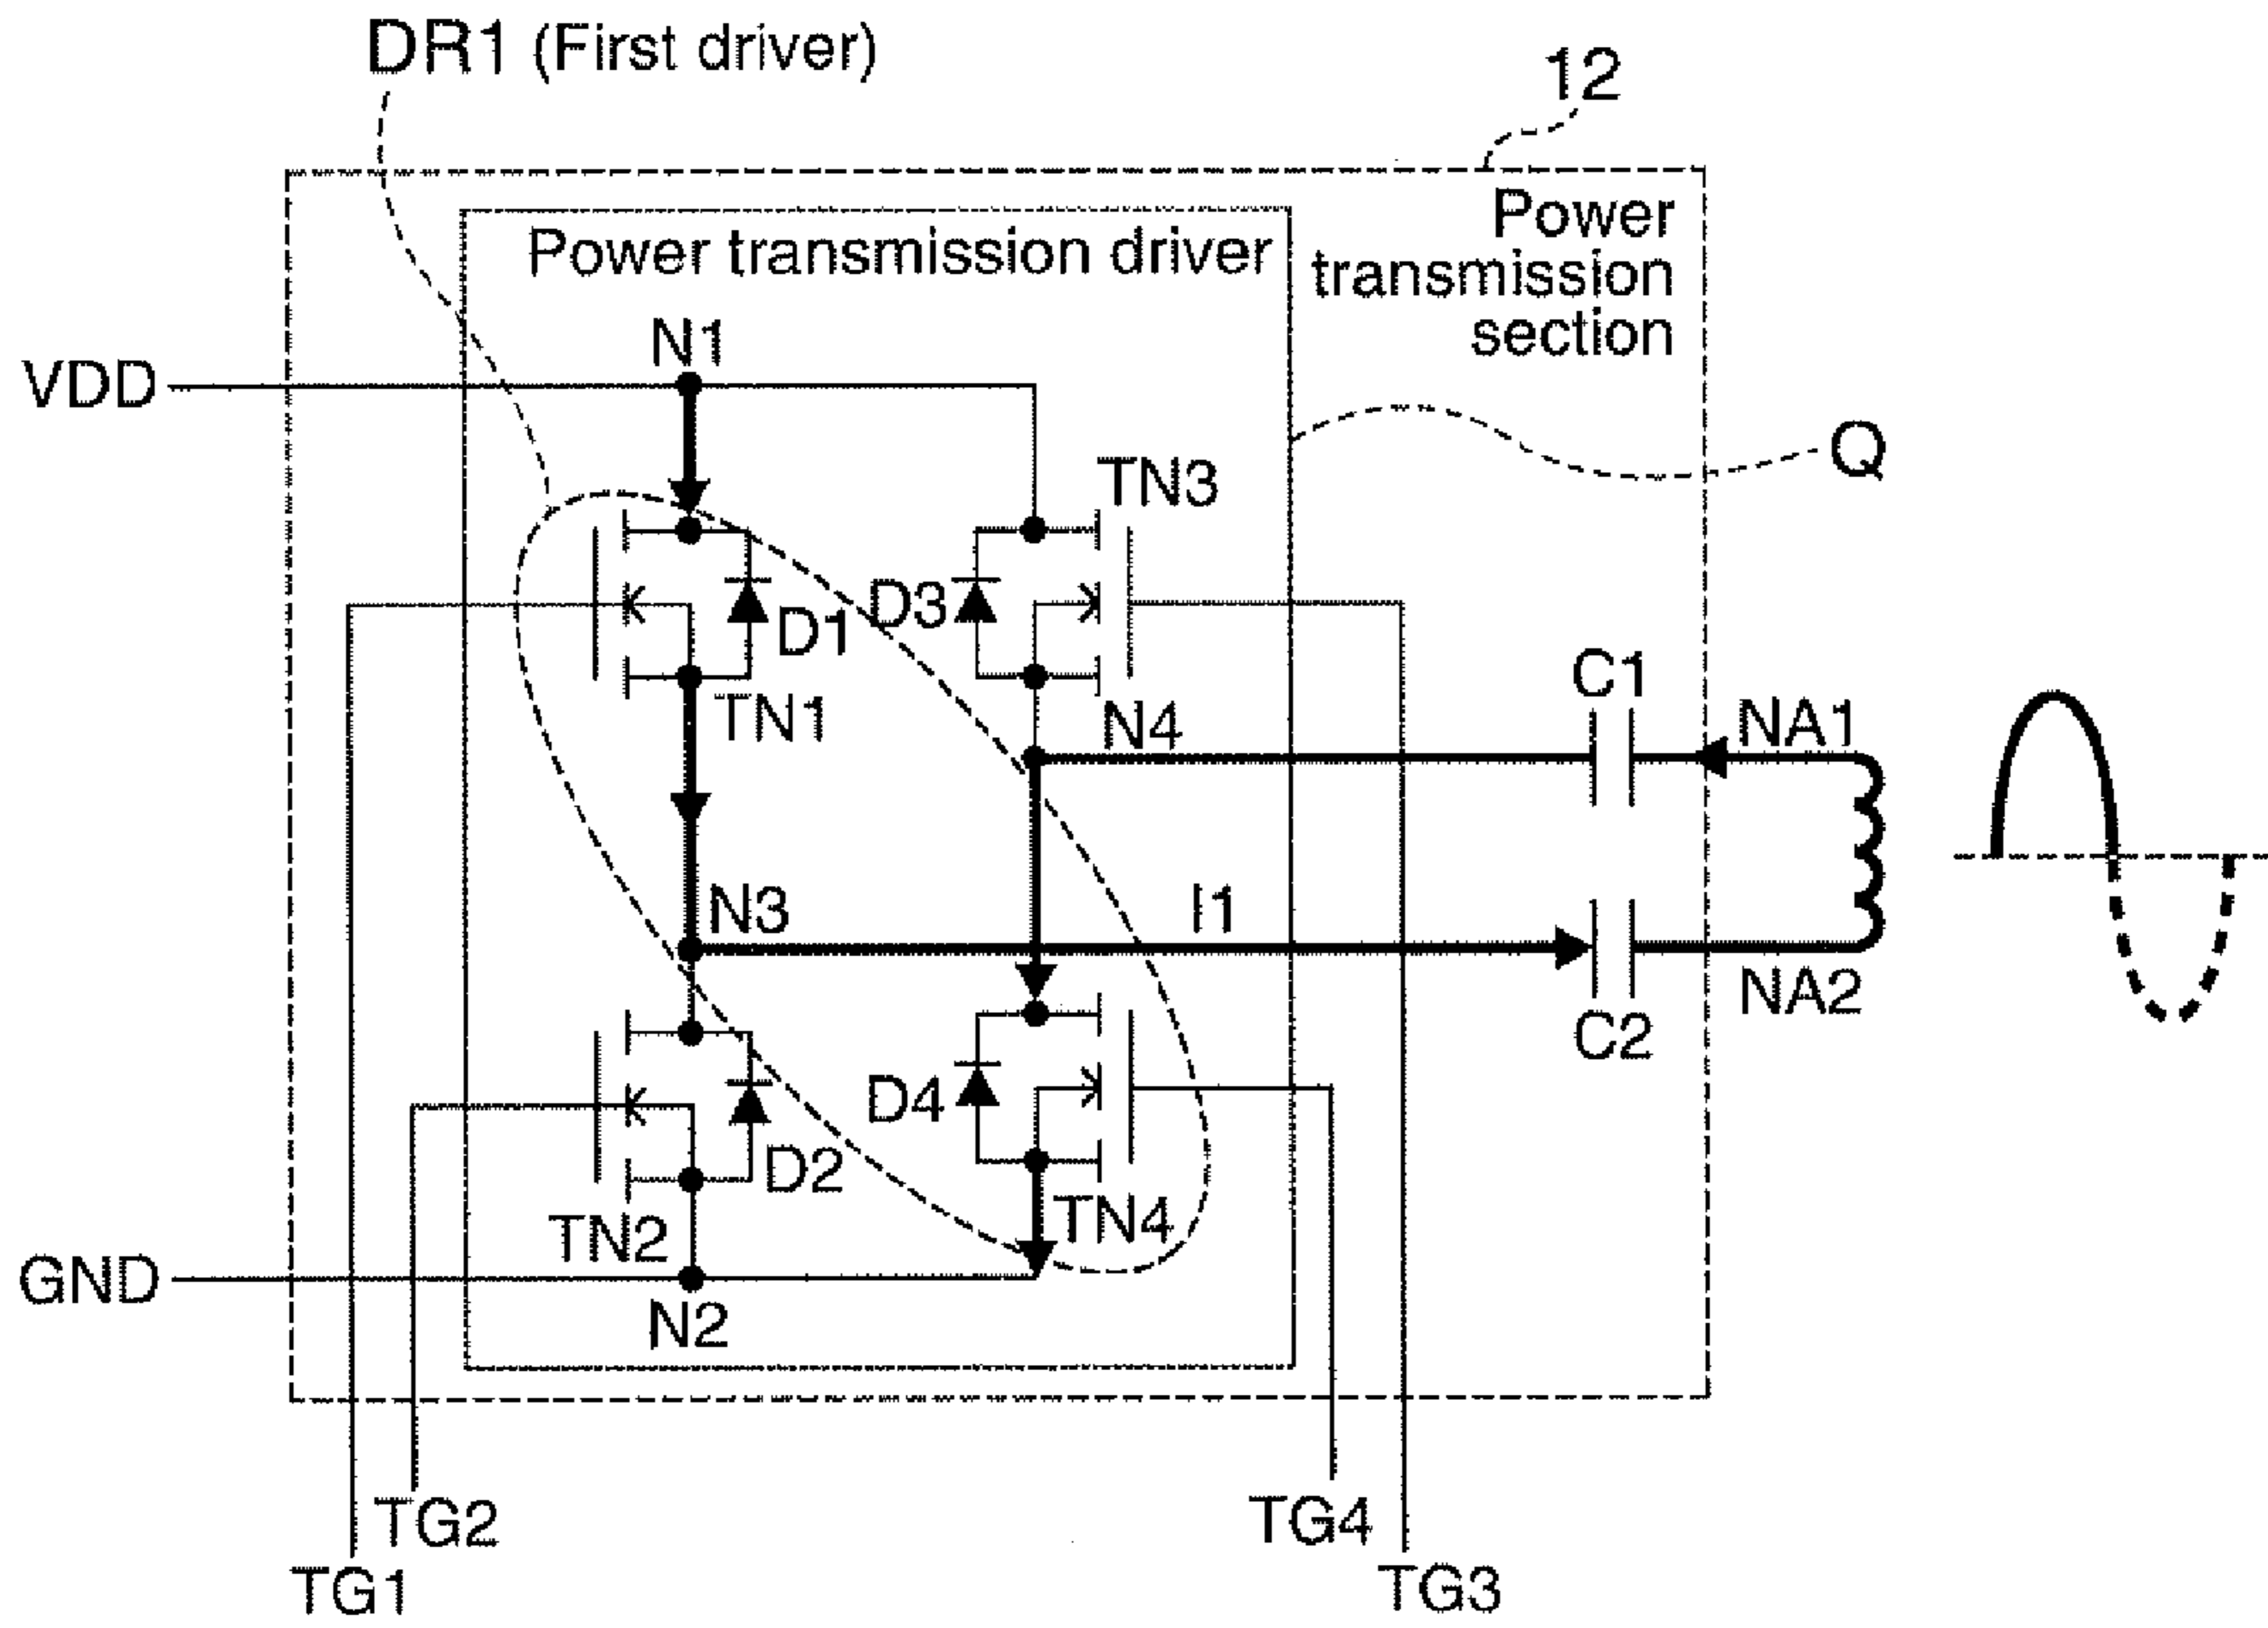 DR1 (First driver)
12
Power
transmission
section
Power transmission driver
N1
VDD
Q
TN3
D1
D3
TN1
N4
C1
NA1
N3
I1
NA2
C2
D4
D2
TN2
TN4
GND
N2
TG2
TG4
TG1
TG3